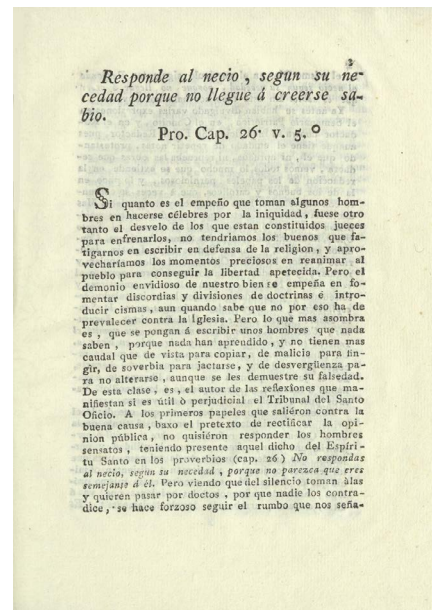 3
Responde al necio, segun su ne-
cedad porque no llegue á creerse sa-
bio.
Pro. Cap. 26. v. 5.º
Si quanto es el empeño que toman algunos hom-
bres en hacerse célebres por la iniquidad, fuese otro
tanto el desvelo de los que estan constituidos jueces
para enfrenarlos, no tendriamos los buenos que fa-
tigarnos en escribir en defensa de la religion, y apro-
vecharíamos los momentos preciosos en reanimar al
pueblo para conseguir la libertad apetecida. Pero el
demonio envidioso de nuestro bien se empeña en fo-
mentar discordias y divisiones de doctrinas é intro-
ducir cismas, aun quando sabe que no por eso ha de
prevalecer contra la Iglesia. Pero lo que mas asombra
es, que se pongan á escribir unos hombres que nada
saben, porque nada han aprendido, y no tienen mas
caudal que de vista para copiar, de malicia para fin-
gir, de soverbia para jactarse, y de desvergüenza pa-
ra no alterarse, aunque se les demuestre su falsedad.
De esta clase, es, el autor de las reflexiones que ma-
nifiestan si es útil ò perjudicial el Tribunal del Santo
Oficio. A los primeros papeles que saliéron contra la
buena causa, baxo el pretexto de rectificar la opi-
nion pública, no quisiéron responder los hombres
sensatos, teniendo presente aquel dicho del Espíri-
tu Santo en los proverbios (cap. 26) No respondas
al necio, segun su necedad, porque no parezca que eres
semejante á él. Pero viendo que del silencio toman álas
y quieren pasar por doctos, por que nadie los contra-
dice, se hace forzoso seguir el rumbo que nos seña-